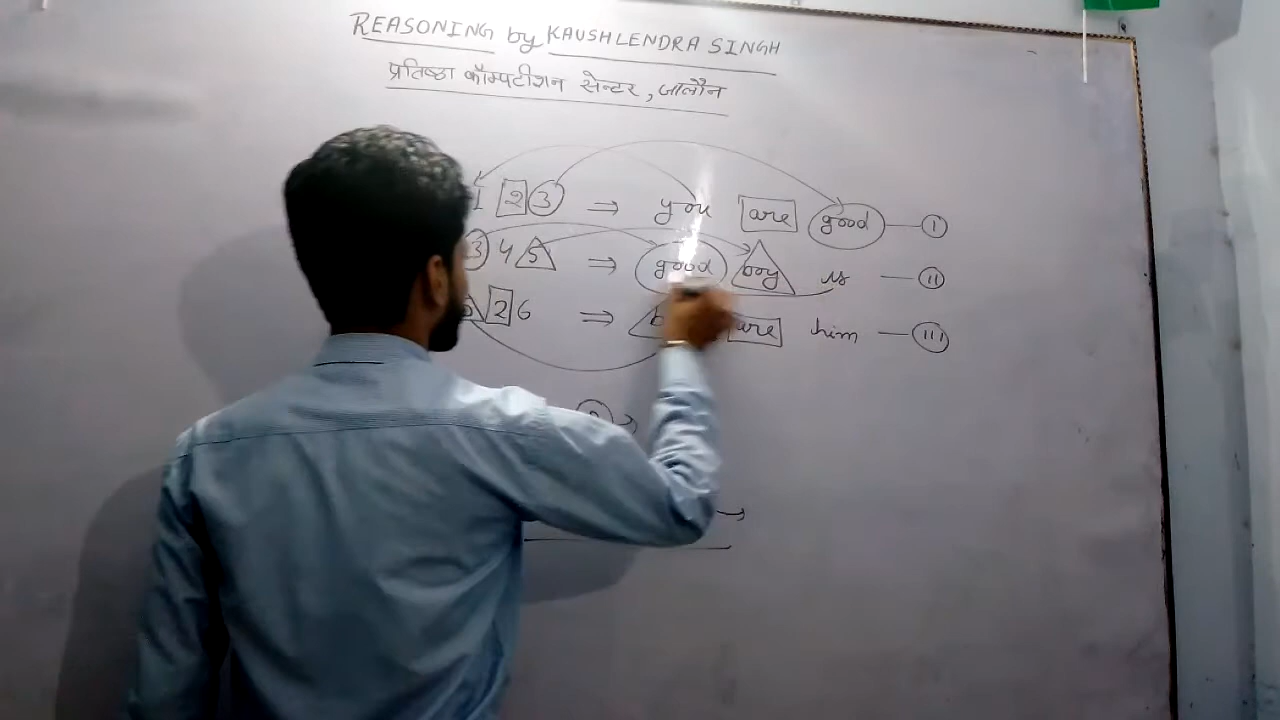 REASONING by KAUSHLENDRA SINGH
प्रतिष्ठा कॉम्पटीशन सेन्टर, जालौन
1 2 3 ⇒ you are good — I
3 4 5 ⇒ good boy is — II
2 6 ⇒ are him — III